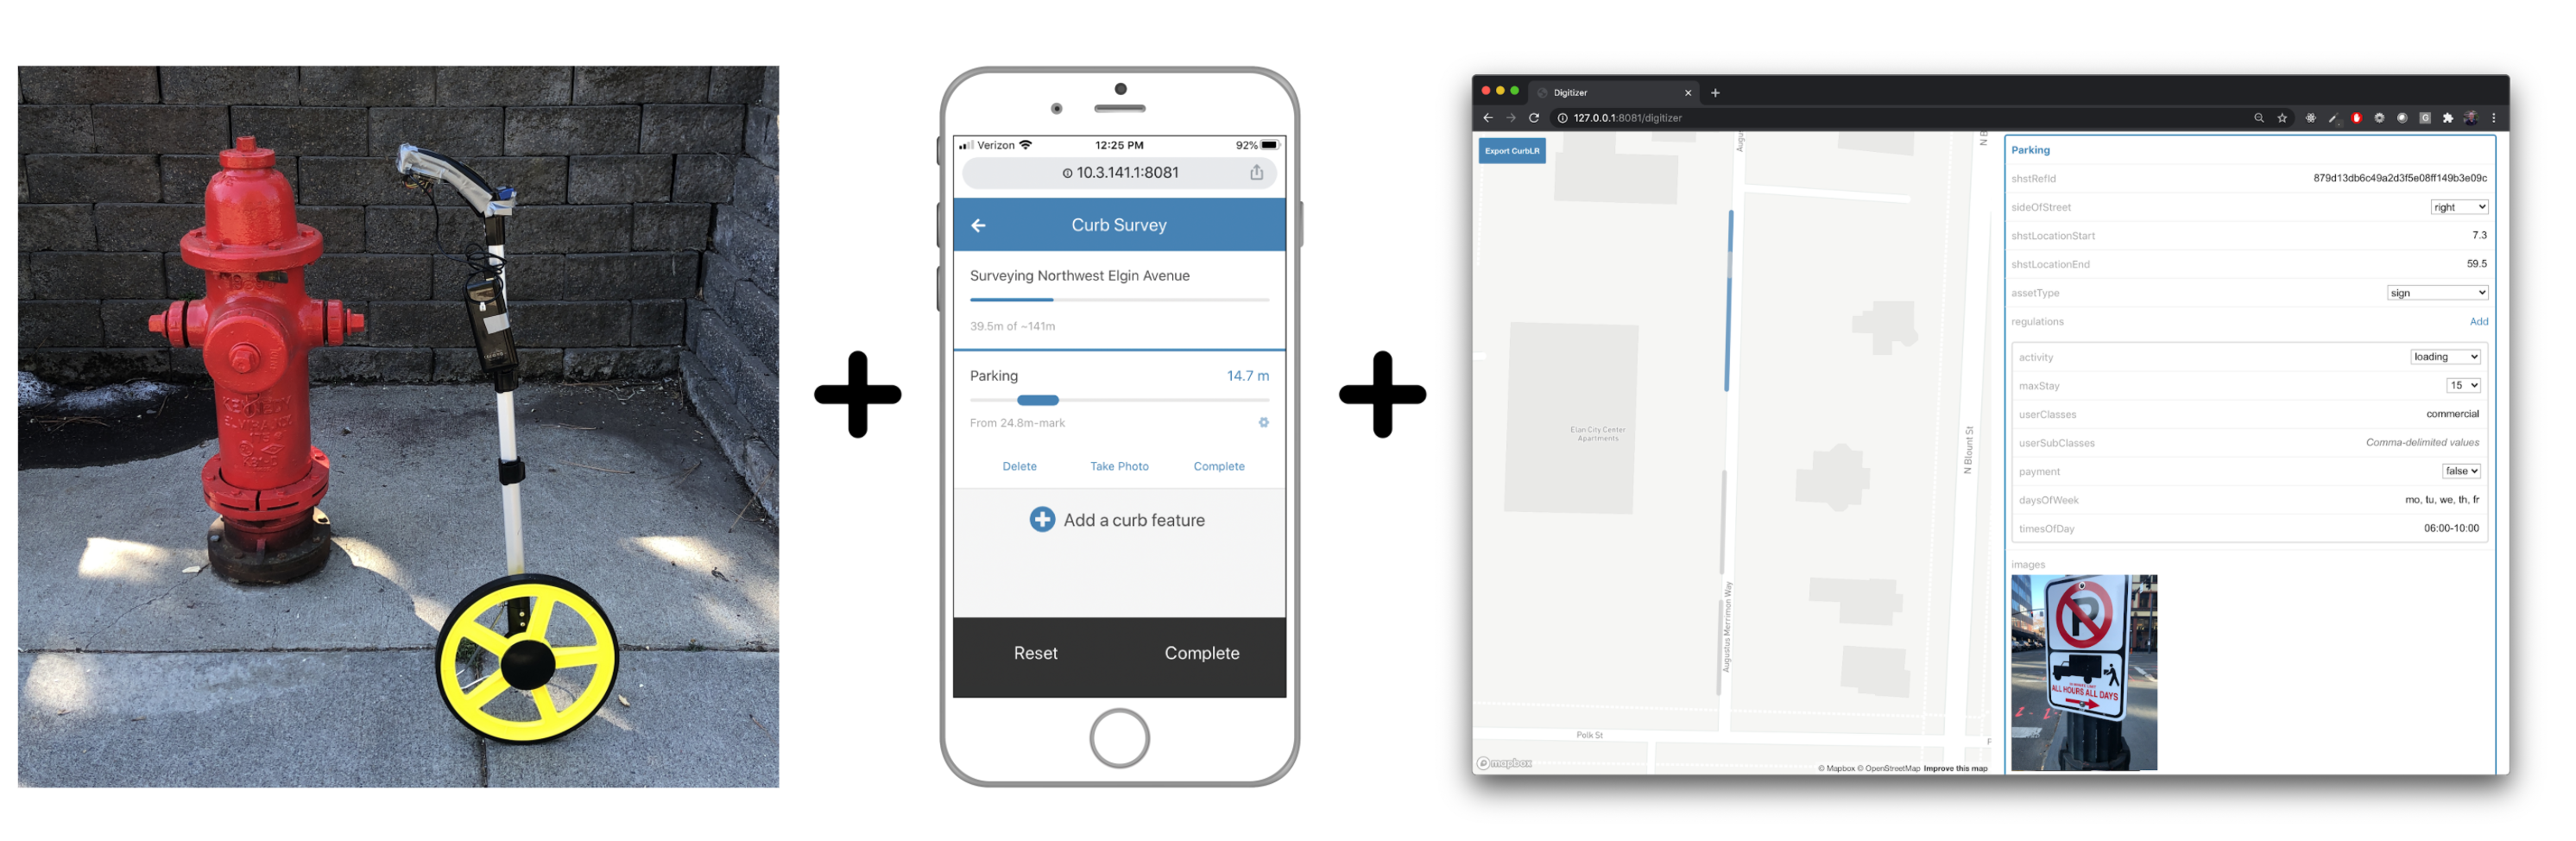 Verizon
12:25 PM
92%
10.3.141.1:8081
Curb Survey
Surveying Northwest Elgin Avenue
39.5m of ~141m
Parking
14.7 m
From 24.8m-mark
Delete
Take Photo
Complete
Add a curb feature
Reset
Complete
Digitizer
127.0.0.1:8081/digitizer
Export CurbLR
Elan City Center
Apartments
N Blount St
Augustus Merrimon Way
Polk St
mapbox
© Mapbox © OpenStreetMap Improve this map
Parking
shstRefId
879d13db6c49a2d3f5e08ff149b3e09c
sideOfStreet
right
shstLocationStart
7.3
shstLocationEnd
59.5
assetType
sign
regulations
Add
activity
loading
maxStay
15
userClasses
commercial
userSubClasses
Comma-delimited values
payment
false
daysOfWeek
mo, tu, we, th, fr
timesOfDay
06:00-10:00
images
P
ALL HOURS ALL DAYS